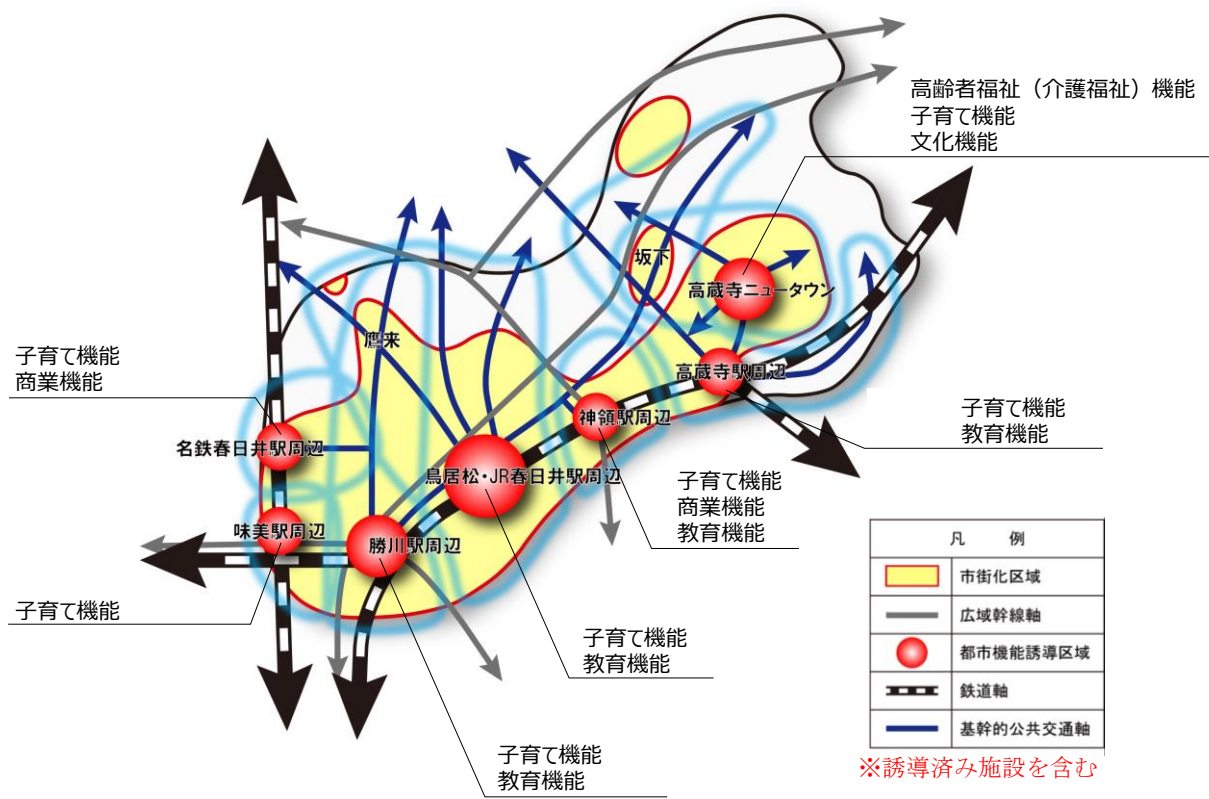 高齢者福祉（介護福祉）機能
子育て機能
文化機能
坂下
高蔵寺ニュータウン
鷹来
子育て機能
商業機能
高蔵寺駅周辺
子育て機能
教育機能
神領駅周辺
名鉄春日井駅周辺
鳥居松・JR春日井駅周辺
子育て機能
商業機能
教育機能
味美駅周辺
勝川駅周辺
子育て機能
子育て機能
教育機能
子育て機能
教育機能
凡　例
市街化区域
広域幹線軸
都市機能誘導区域
鉄道軸
基幹的公共交通軸
※誘導済み施設を含む